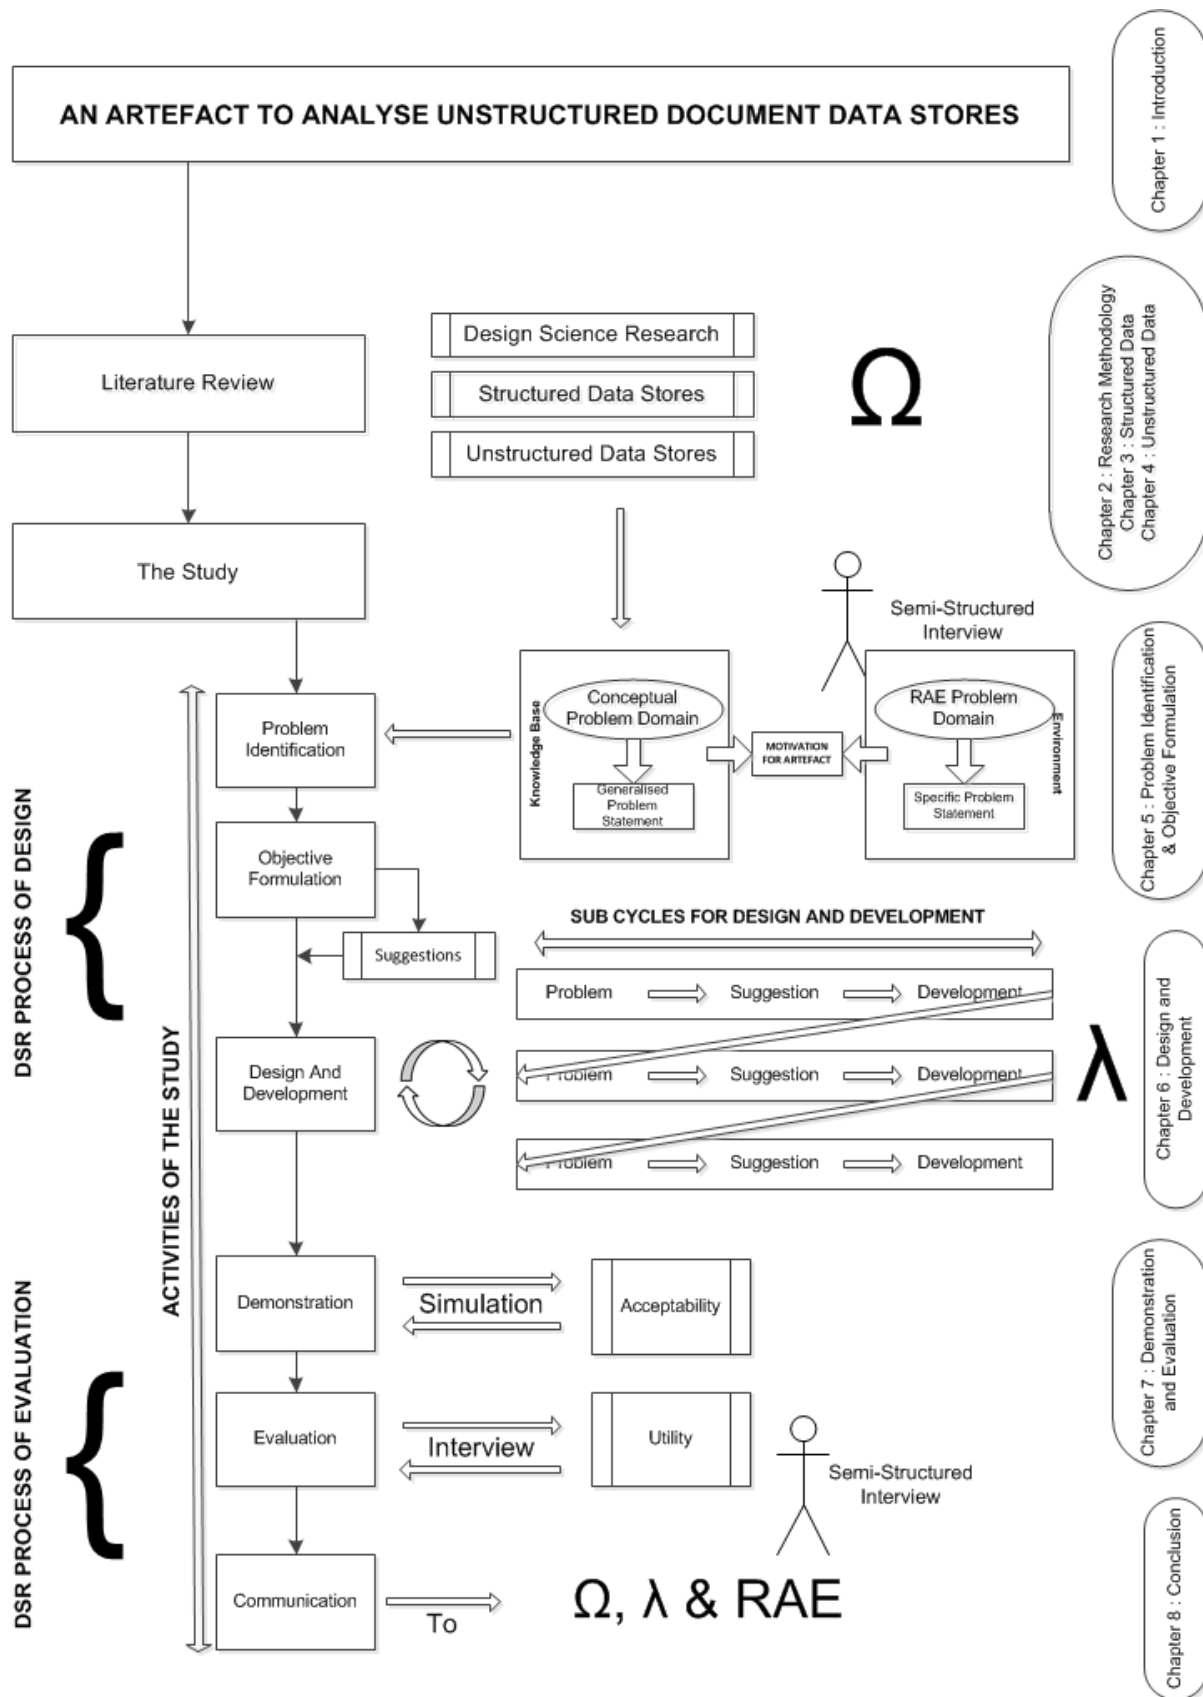 AN ARTEFACT TO ANALYSE UNSTRUCTURED DOCUMENT DATA STORES
Chapter 1 : Introduction
Literature Review
Design Science Research
Structured Data Stores
Unstructured Data Stores
Ω
Chapter 2 : Research Methodology
Chapter 3 : Structured Data
Chapter 4 : Unstructured Data
The Study
Semi-Structured
Interview
Problem
Identification
Knowledge Base
Conceptual
Problem Domain
Generalised
Problem
Statement
MOTIVATION
FOR ARTEFACT
RAE Problem
Domain
Specific Problem
Statement
Environment
Chapter 5 : Problem Identification
& Objective Formulation
DSR PROCESS OF DESIGN
{
Objective
Formulation
Suggestions
ACTIVITIES OF THE STUDY
SUB CYCLES FOR DESIGN AND DEVELOPMENT
Problem Suggestion Development
Design And
Development
Problem Suggestion Development
Problem Suggestion Development
λ
Chapter 6 : Design and
Development
DSR PROCESS OF EVALUATION
{
Demonstration
Simulation
Acceptability
Chapter 7 : Demonstration
and Evaluation
Evaluation
Interview
Utility
Semi-Structured
Interview
Communication
To
Ω, λ & RAE
Chapter 8 : Conclusion